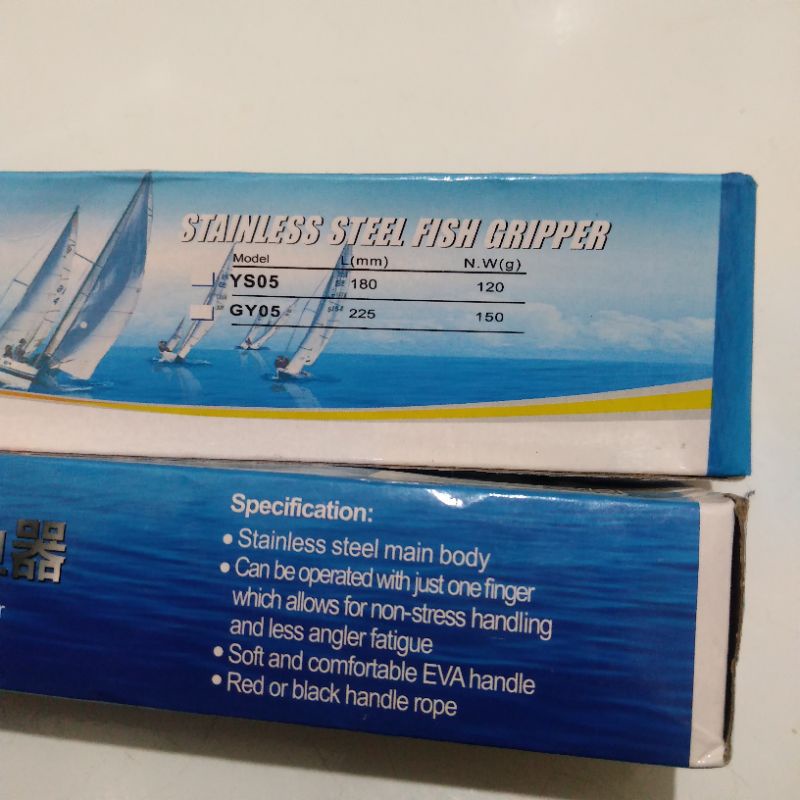 STAINLESS STEEL FISH GRIPPER
Model L(mm) N.W(g)
YS05 180 120
GY05 225 150
器
Specification:
• Stainless steel main body
• Can be operated with just one finger
which allows for non-stress handling
and less angler fatigue
• Soft and comfortable EVA handle
• Red or black handle rope